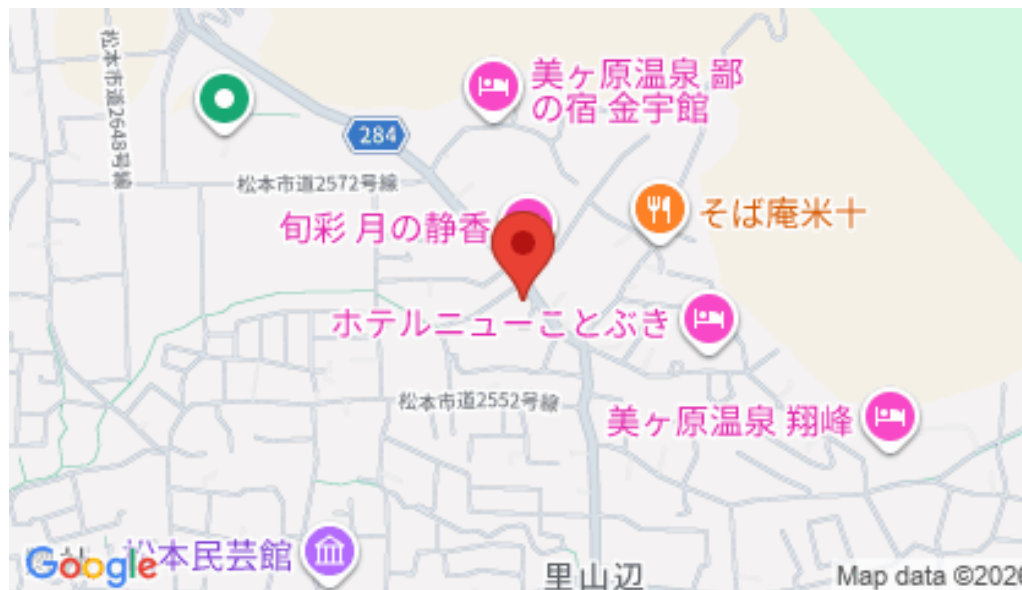 松本市道2648号線
美ヶ原温泉 鄙
の宿 金宇館
284
松本市道2572号線
旬彩 月の静香
そば庵米十
ホテルニューことぶき
松本市道2552号線
美ヶ原温泉 翔峰
松本民芸館
Google
里山辺
Map data ©2026